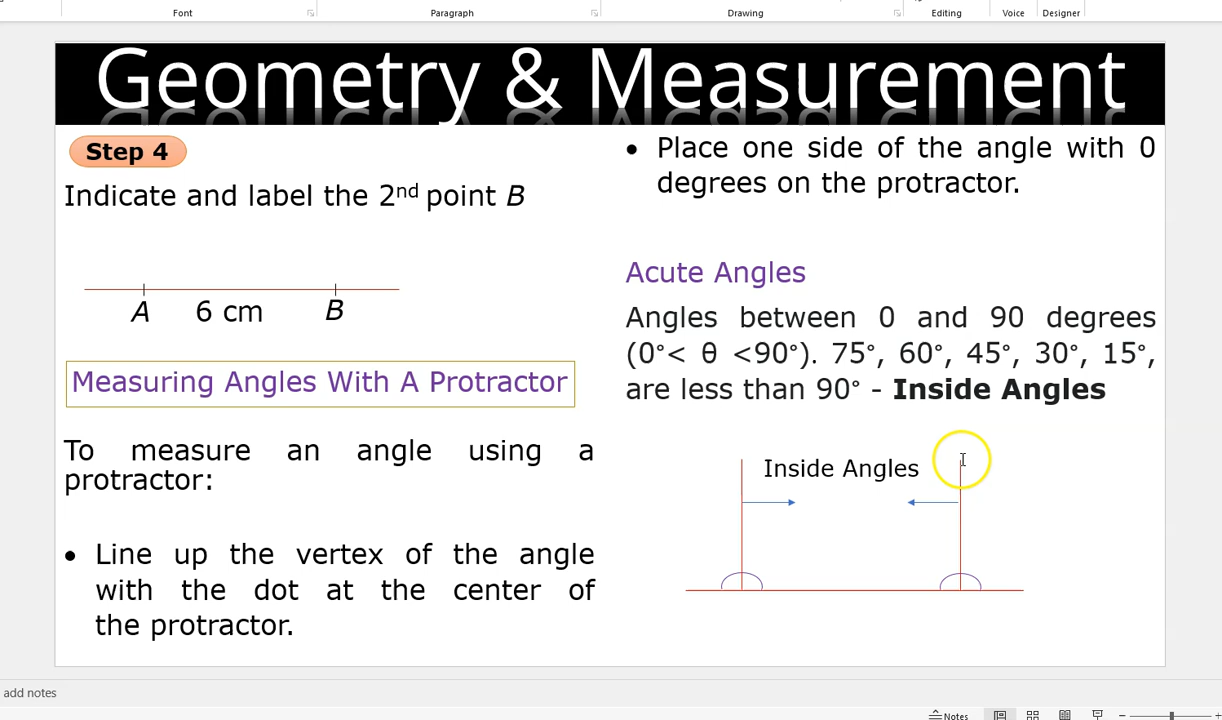 Font Paragraph Drawing Editing Voice Designer
Geometry & Measurement
Step 4
Indicate and label the 2nd point B
A 6 cm B
Measuring Angles With A Protractor
To measure an angle using a
protractor:
• Line up the vertex of the angle
with the dot at the center of
the protractor.
• Place one side of the angle with 0
degrees on the protractor.
Acute Angles
Angles between 0 and 90 degrees
(0°< θ <90°). 75°, 60°, 45°, 30°, 15°,
are less than 90° - Inside Angles
Inside Angles
add notes
Notes